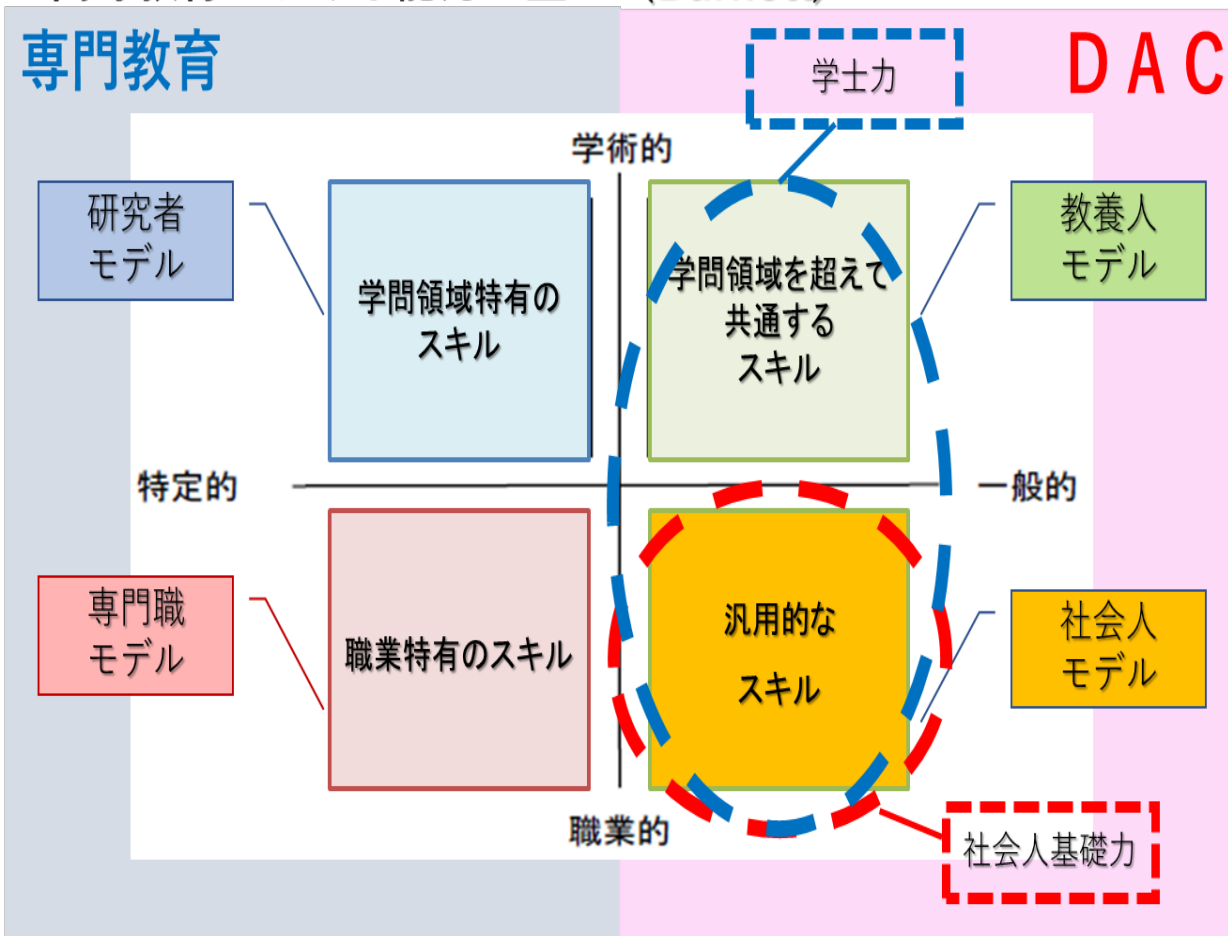 専門教育
DAC
学士力
学術的
研究者
モデル
学問領域特有の
スキル
学問領域を超えて
共通する
スキル
教養人
モデル
特定的
一般的
専門職
モデル
職業特有のスキル
汎用的な
スキル
社会人
モデル
職業的
社会人基礎力